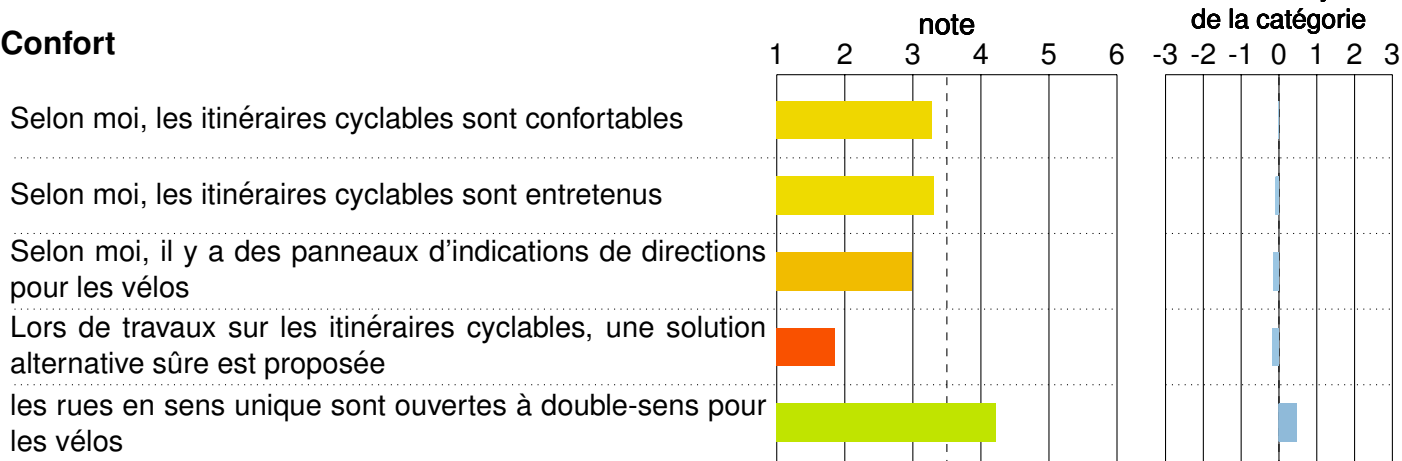 note
de la catégorie
Confort
1 2 3 4 5 6
-3 -2 -1 0 1 2 3
Selon moi, les itinéraires cyclables sont confortables
Selon moi, les itinéraires cyclables sont entretenus
Selon moi, il y a des panneaux d'indications de directions
pour les vélos
Lors de travaux sur les itinéraires cyclables, une solution
alternative sûre est proposée
les rues en sens unique sont ouvertes à double-sens pour
les vélos